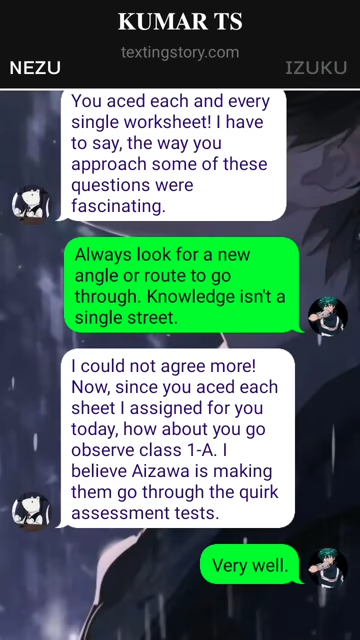 KUMAR TS
textingstory.com
NEZU IZUKU
You aced each and every
single worksheet! I have
to say, the way you
approach some of these
questions were
fascinating.
Always look for a new
angle or route to go
through. Knowledge isn't a
single street.
I could not agree more!
Now, since you aced each
sheet I assigned for you
today, how about you go
observe class 1-A. I
believe Aizawa is making
them go through the quirk
assessment tests.
Very well.